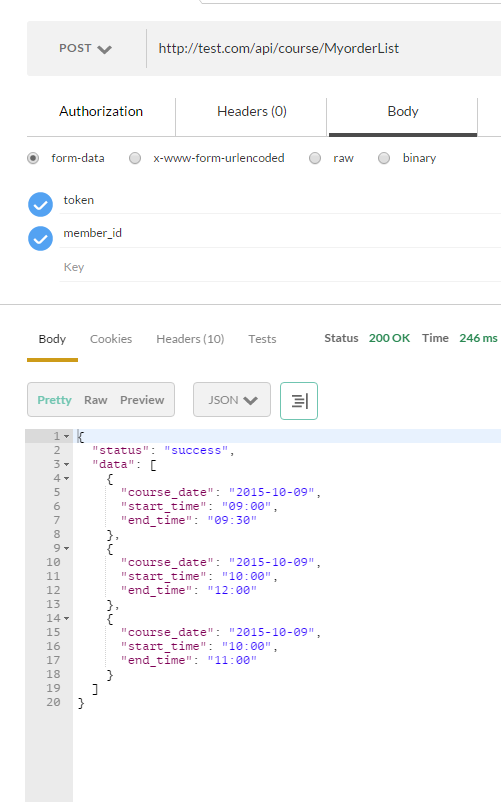 POST http://test.com/api/course/MyorderList
Authorization Headers (0) Body
form-data x-www-form-urlencoded raw binary
token
member_id
Key
Body Cookies Headers (10) Tests Status 200 OK Time 246 ms
Pretty Raw Preview JSON
1 {
2 "status": "success",
3 "data": [
4 {
5 "course_date": "2015-10-09",
6 "start_time": "09:00",
7 "end_time": "09:30"
8 },
9 {
10 "course_date": "2015-10-09",
11 "start_time": "10:00",
12 "end_time": "12:00"
13 },
14 {
15 "course_date": "2015-10-09",
16 "start_time": "10:00",
17 "end_time": "11:00"
18 }
19 ]
20 }